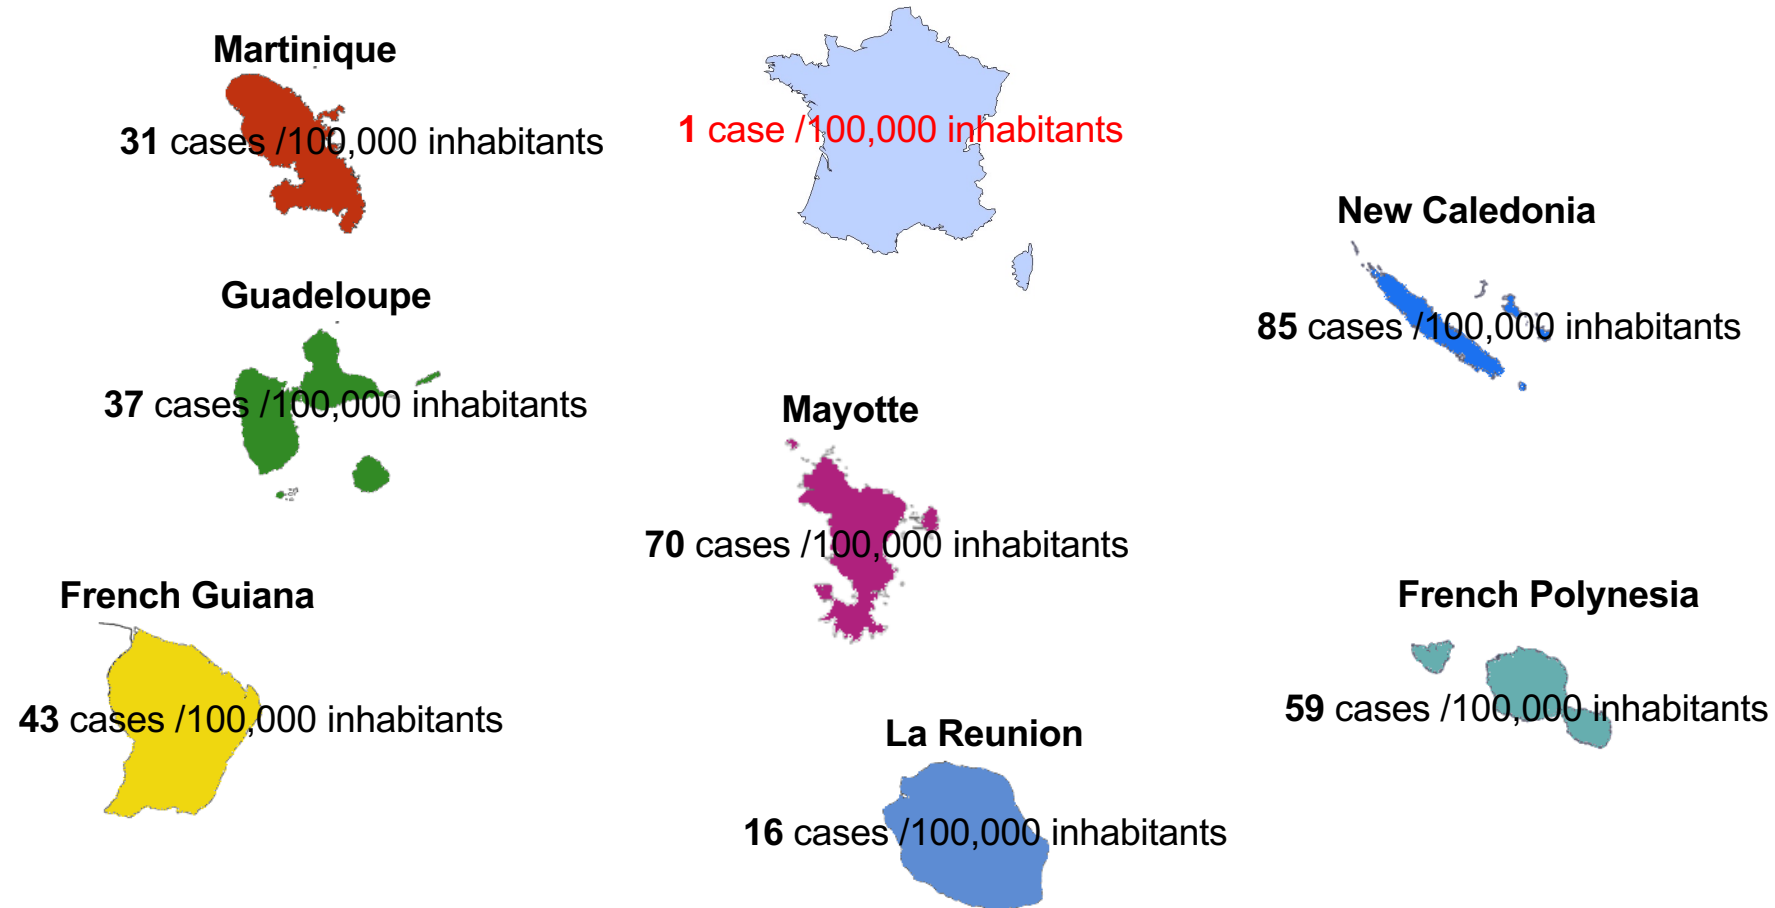 Martinique
31 cases /100,000 inhabitants
1 case /100,000 inhabitants
New Caledonia
85 cases /100,000 inhabitants
Guadeloupe
37 cases /100,000 inhabitants
Mayotte
70 cases /100,000 inhabitants
French Guiana
43 cases /100,000 inhabitants
French Polynesia
59 cases /100,000 inhabitants
La Reunion
16 cases /100,000 inhabitants